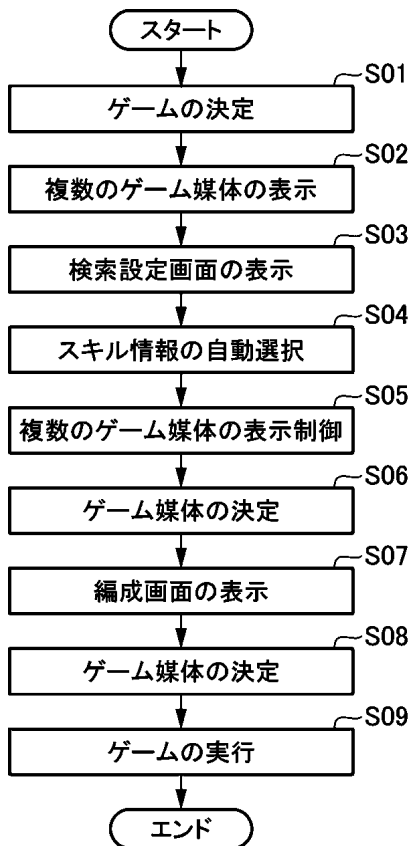 スタート
S01
ゲームの決定
S02
複数のゲーム媒体の表示
S03
検索設定画面の表示
S04
スキル情報の自動選択
S05
複数のゲーム媒体の表示制御
S06
ゲーム媒体の決定
S07
編成画面の表示
S08
ゲーム媒体の決定
S09
ゲームの実行
エンド